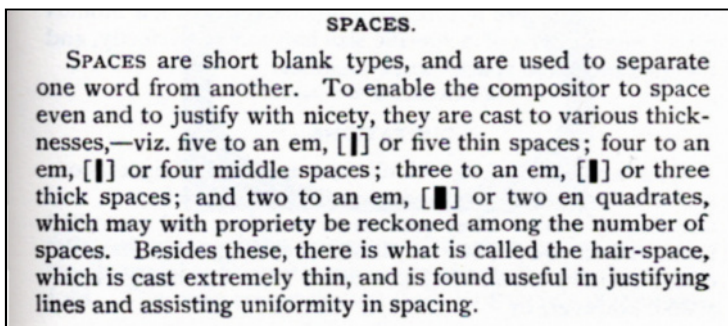 SPACES.
SPACES are short blank types, and are used to separate
one word from another. To enable the compositor to space
even and to justify with nicety, they are cast to various thick-
nesses,—viz. five to an em, [▌] or five thin spaces; four to an
em, [▌] or four middle spaces; three to an em, [▌] or three
thick spaces; and two to an em, [▌] or two en quadrates,
which may with propriety be reckoned among the number of
spaces. Besides these, there is what is called the hair-space,
which is cast extremely thin, and is found useful in justifying
lines and assisting uniformity in spacing.